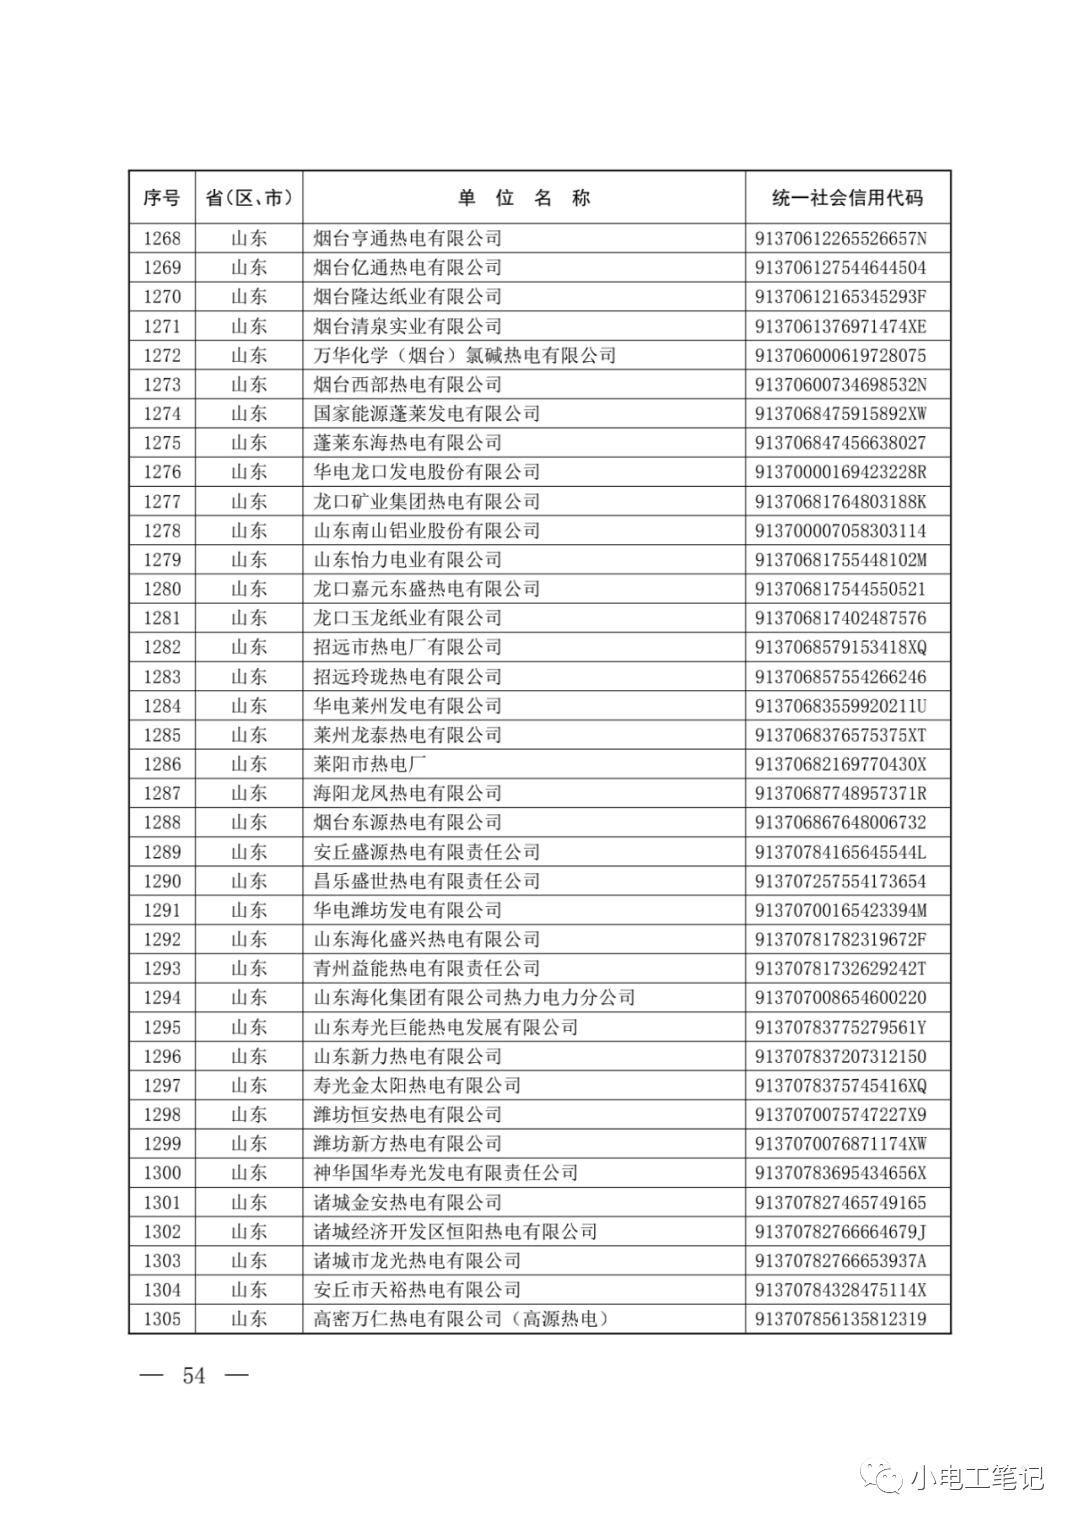 序号 省(区、市) 单位名称 统一社会信用代码
1268 山东 烟台亨通热电有限公司 91370612265526657N
1269 山东 烟台亿通热电有限公司 913706127544644504
1270 山东 烟台隆达纸业有限公司 91370612165345293F
1271 山东 烟台清泉实业有限公司 9137061376971474XE
1272 山东 万华化学（烟台）氯碱热电有限公司 913706000619728075
1273 山东 烟台西部热电有限公司 91370600734698532N
1274 山东 国家能源蓬莱发电有限公司 9137068475915892XW
1275 山东 蓬莱东海热电有限公司 913706847456638027
1276 山东 华电龙口发电股份有限公司 91370000169423228R
1277 山东 龙口矿业集团热电有限公司 91370681764803188K
1278 山东 山东南山铝业股份有限公司 913700007058303114
1279 山东 山东怡力电业有限公司 91370681755448102M
1280 山东 龙口嘉元东盛热电有限公司 913706817544550521
1281 山东 龙口玉龙纸业有限公司 913706817402487576
1282 山东 招远市热电厂有限公司 9137068579153418XQ
1283 山东 招远玲珑热电有限公司 913706857554266246
1284 山东 华电莱州发电有限公司 91370683559920211U
1285 山东 莱州龙泰热电有限公司 9137068376575375XT
1286 山东 莱阳市热电厂 91370682169770430X
1287 山东 海阳龙凤热电有限公司 91370687748957371R
1288 山东 烟台东源热电有限公司 913706867648006732
1289 山东 安丘盛源热电有限责任公司 91370784165645544L
1290 山东 昌乐盛世热电有限责任公司 913707257554173654
1291 山东 华电潍坊发电有限公司 91370700165423394M
1292 山东 山东海化盛兴热电有限公司 91370781782319672F
1293 山东 青州益能热电有限责任公司 91370781732629242T
1294 山东 山东海化集团有限公司热力电力分公司 913707008654600220
1295 山东 山东寿光巨能热电发展有限公司 91370783775279561Y
1296 山东 山东新力热电有限公司 913707837207312150
1297 山东 寿光金太阳热电有限公司 9137078375745416XQ
1298 山东 潍坊恒安热电有限公司 9137070075747227X9
1299 山东 潍坊新方热电有限公司 9137070076871174XW
1300 山东 神华国华寿光发电有限责任公司 91370783695434656X
1301 山东 诸城金安热电有限公司 913707827465749165
1302 山东 诸城经济开发区恒阳热电有限公司 91370782766664679J
1303 山东 诸城市龙光热电有限公司 91370782766653937A
1304 山东 安丘市天裕热电有限公司 91370784328475114X
1305 山东 高密万仁热电有限公司（高源热电） 913707856135812319
— 54 —
小电工笔记